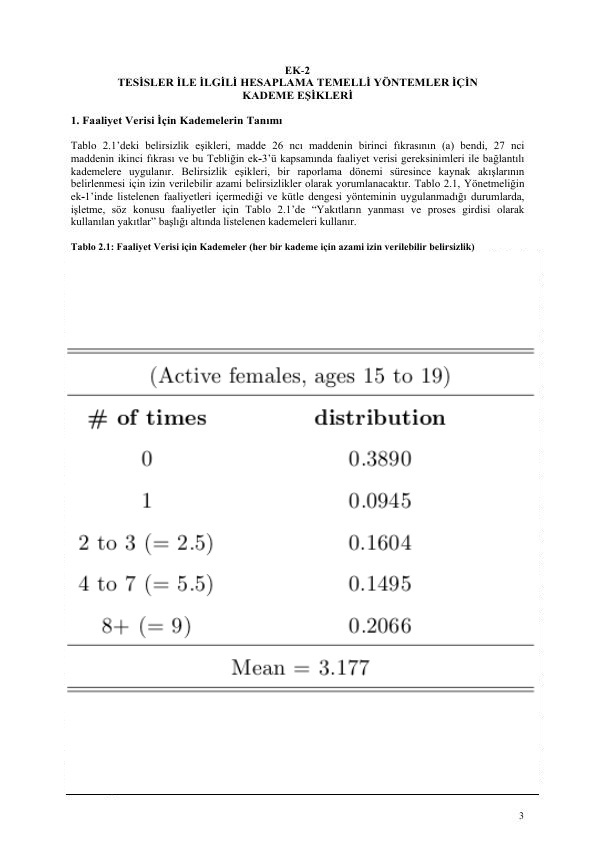 EK-2
TESİSLER İLE İLGİLİ HESAPLAMA TEMELLİ YÖNTEMLER İÇİN
KADEME EŞİKLERİ
1. Faaliyet Verisi İçin Kademelerin Tanımı
Tablo 2.1’deki belirsizlik eşikleri, madde 26 ncı maddenin birinci fıkrasının (a) bendi, 27 nci
maddenin ikinci fıkrası ve bu Tebliğin ek-3’ü kapsamında faaliyet verisi gereksinimleri ile bağlantılı
kademelere uygulanır. Belirsizlik eşikleri, bir raporlama dönemi süresince kaynak akışlarının
belirlenmesi için izin verilebilir azami belirsizlikler olarak yorumlanacaktır. Tablo 2.1, Yönetmeliğin
ek-1’inde listelenen faaliyetleri içermediği ve kütle dengesi yönteminin uygulanmadığı durumlarda,
işletme, söz konusu faaliyetler için Tablo 2.1’de “Yakıtların yanması ve proses girdisi olarak
kullanılan yakıtlar” başlığı altında listelenen kademeleri kullanır.
Tablo 2.1: Faaliyet Verisi için Kademeler (her bir kademe için azami izin verilebilir belirsizlik)
(Active females, ages 15 to 19)
# of times distribution
0 0.3890
1 0.0945
2 to 3 (= 2.5) 0.1604
4 to 7 (= 5.5) 0.1495
8+ (= 9) 0.2066
Mean = 3.177
3